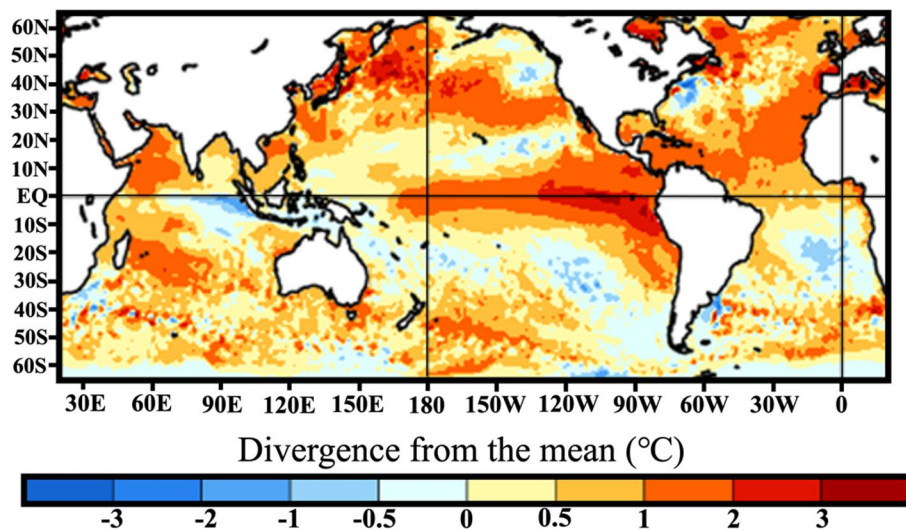 60N
50N
40N
30N
20N
10N
EQ
10S
20S
30S
40S
50S
60S
30E 60E 90E 120E 150E 180 150W 120W 90W 60W 30W 0
Divergence from the mean (°C)
-3 -2 -1 -0.5 0 0.5 1 2 3